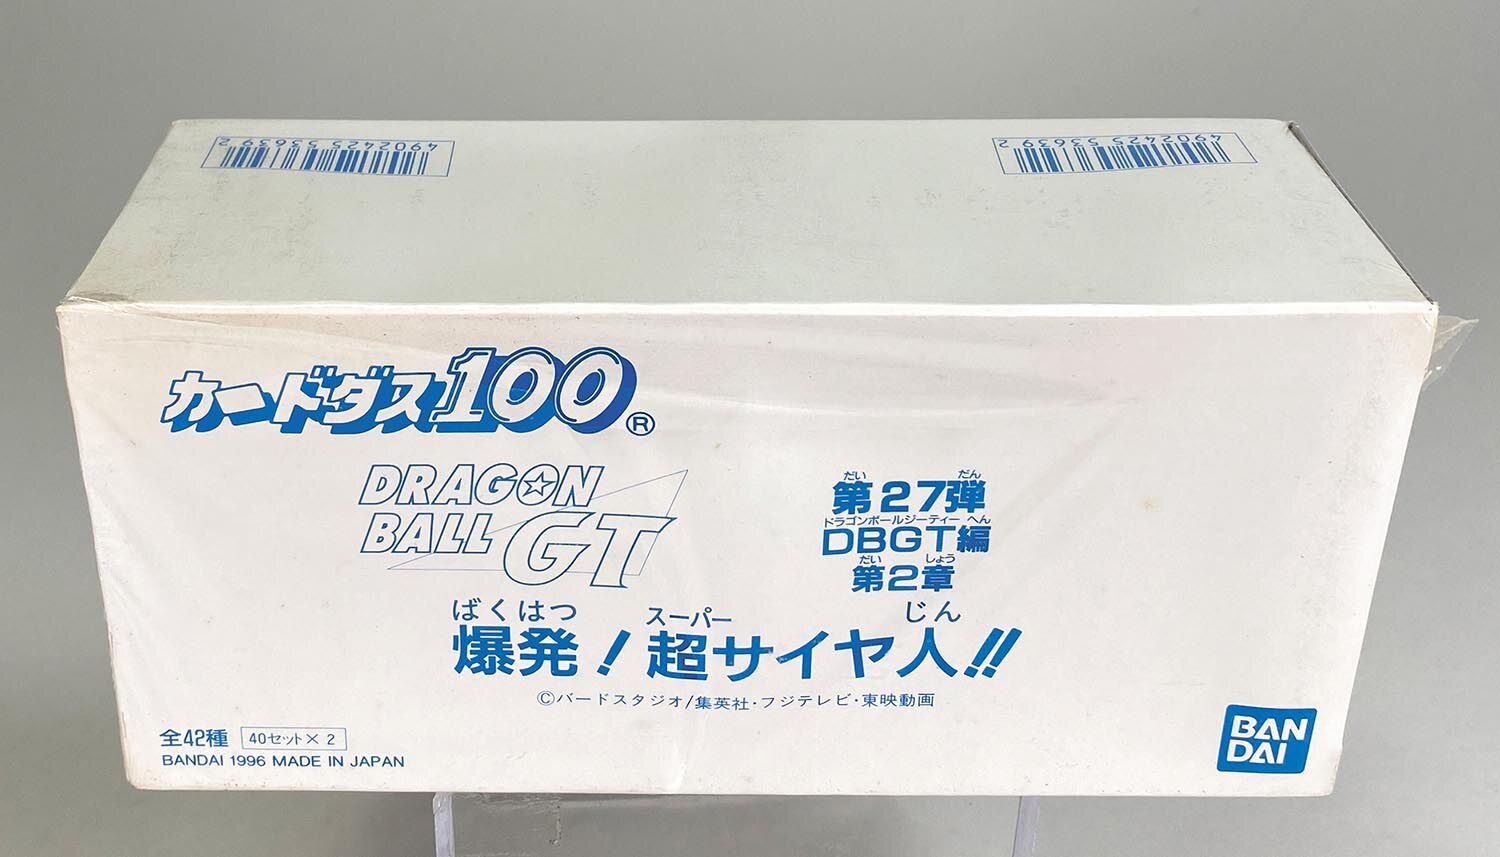 4902425 53639 2
4902425 53639 2
カードダス100®
DRAGON
BALL GT
だい だん
第27弾
ドラゴンボールジーティー へん
DBGT編
だい しょう
第2章
ばくはつ スーパー じん
爆発!超サイヤ人!!
©バードスタジオ/集英社・フジテレビ・東映動画
全42種 40セット×2
BANDAI 1996 MADE IN JAPAN
BAN
DAI